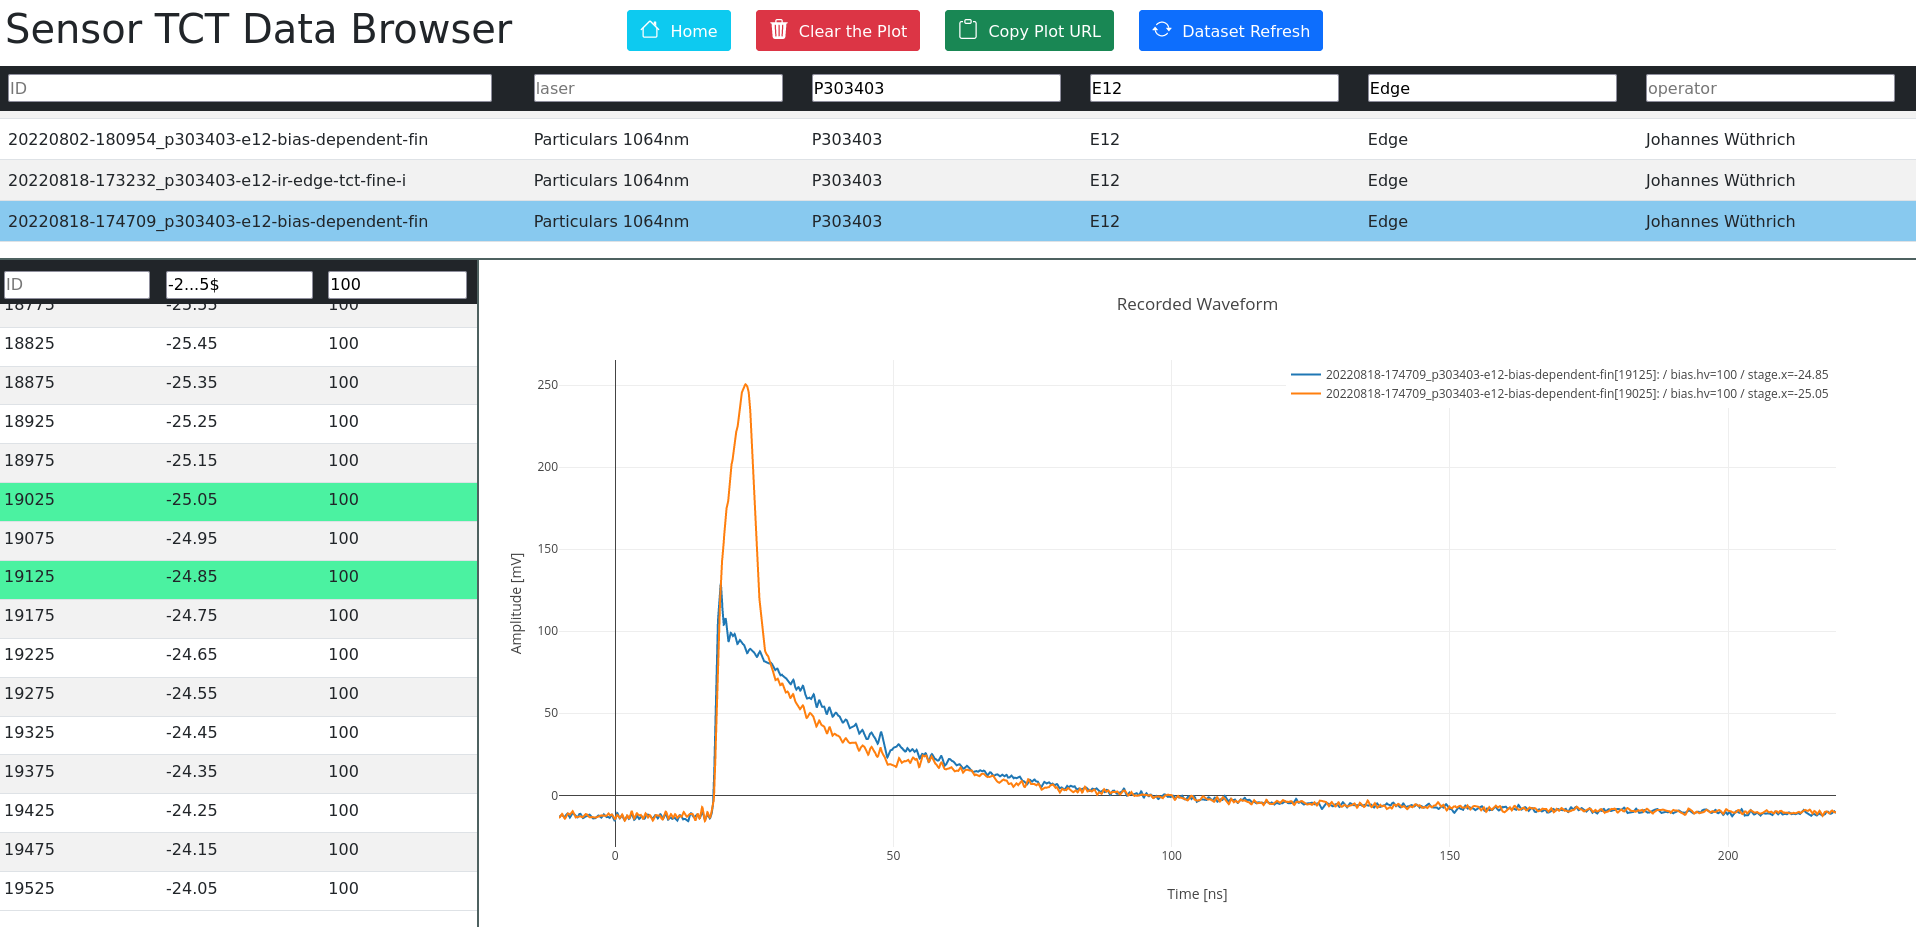 Sensor TCT Data Browser
Home
Clear the Plot
Copy Plot URL
Dataset Refresh
ID laser P303403 E12 Edge operator
20220802-180954_p303403-e12-bias-dependent-fin Particulars 1064nm P303403 E12 Edge Johannes Wüthrich
20220818-173232_p303403-e12-ir-edge-tct-fine-i Particulars 1064nm P303403 E12 Edge Johannes Wüthrich
20220818-174709_p303403-e12-bias-dependent-fin Particulars 1064nm P303403 E12 Edge Johannes Wüthrich
ID -2...5$ 100
18775 -25.55 100
18825 -25.45 100
18875 -25.35 100
18925 -25.25 100
18975 -25.15 100
19025 -25.05 100
19075 -24.95 100
19125 -24.85 100
19175 -24.75 100
19225 -24.65 100
19275 -24.55 100
19325 -24.45 100
19375 -24.35 100
19425 -24.25 100
19475 -24.15 100
19525 -24.05 100
Recorded Waveform
20220818-174709_p303403-e12-bias-dependent-fin[19125]: / bias.hv=100 / stage.x=-24.85
20220818-174709_p303403-e12-bias-dependent-fin[19025]: / bias.hv=100 / stage.x=-25.05
Amplitude [mV]
250
200
150
100
50
0
0 50 100 150 200
Time [ns]